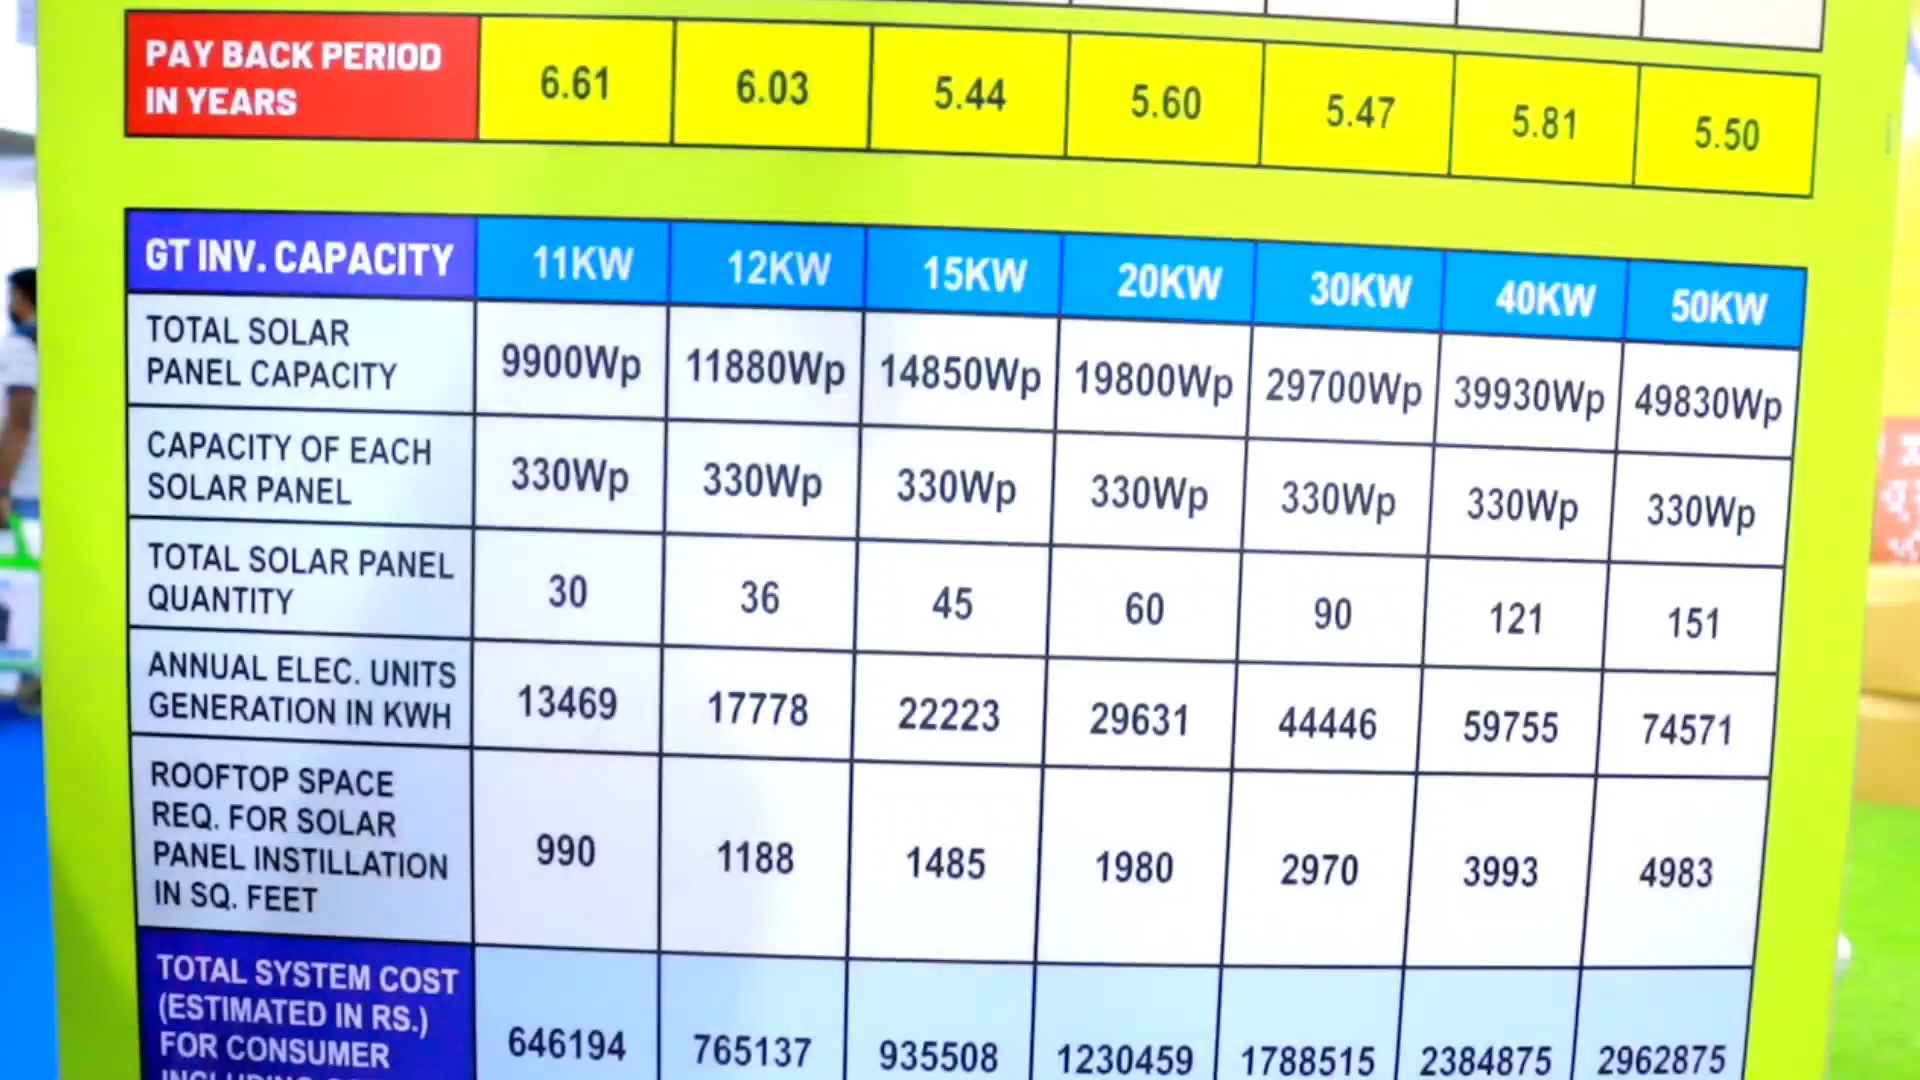 PAY BACK PERIOD
IN YEARS
6.61 6.03 5.44 5.60 5.47 5.81 5.50
GT INV. CAPACITY 11KW 12KW 15KW 20KW 30KW 40KW 50KW
TOTAL SOLAR
PANEL CAPACITY
9900Wp 11880Wp 14850Wp 19800Wp 29700Wp 39930Wp 49830Wp
CAPACITY OF EACH
SOLAR PANEL
330Wp 330Wp 330Wp 330Wp 330Wp 330Wp 330Wp
TOTAL SOLAR PANEL
QUANTITY
30 36 45 60 90 121 151
ANNUAL ELEC. UNITS
GENERATION IN KWH
13469 17778 22223 29631 44446 59755 74571
ROOFTOP SPACE
REQ. FOR SOLAR
PANEL INSTILLATION
IN SQ. FEET
990 1188 1485 1980 2970 3993 4983
TOTAL SYSTEM COST
(ESTIMATED IN RS.)
FOR CONSUMER
646194 765137 935508 1230459 1788515 2384875 2962875